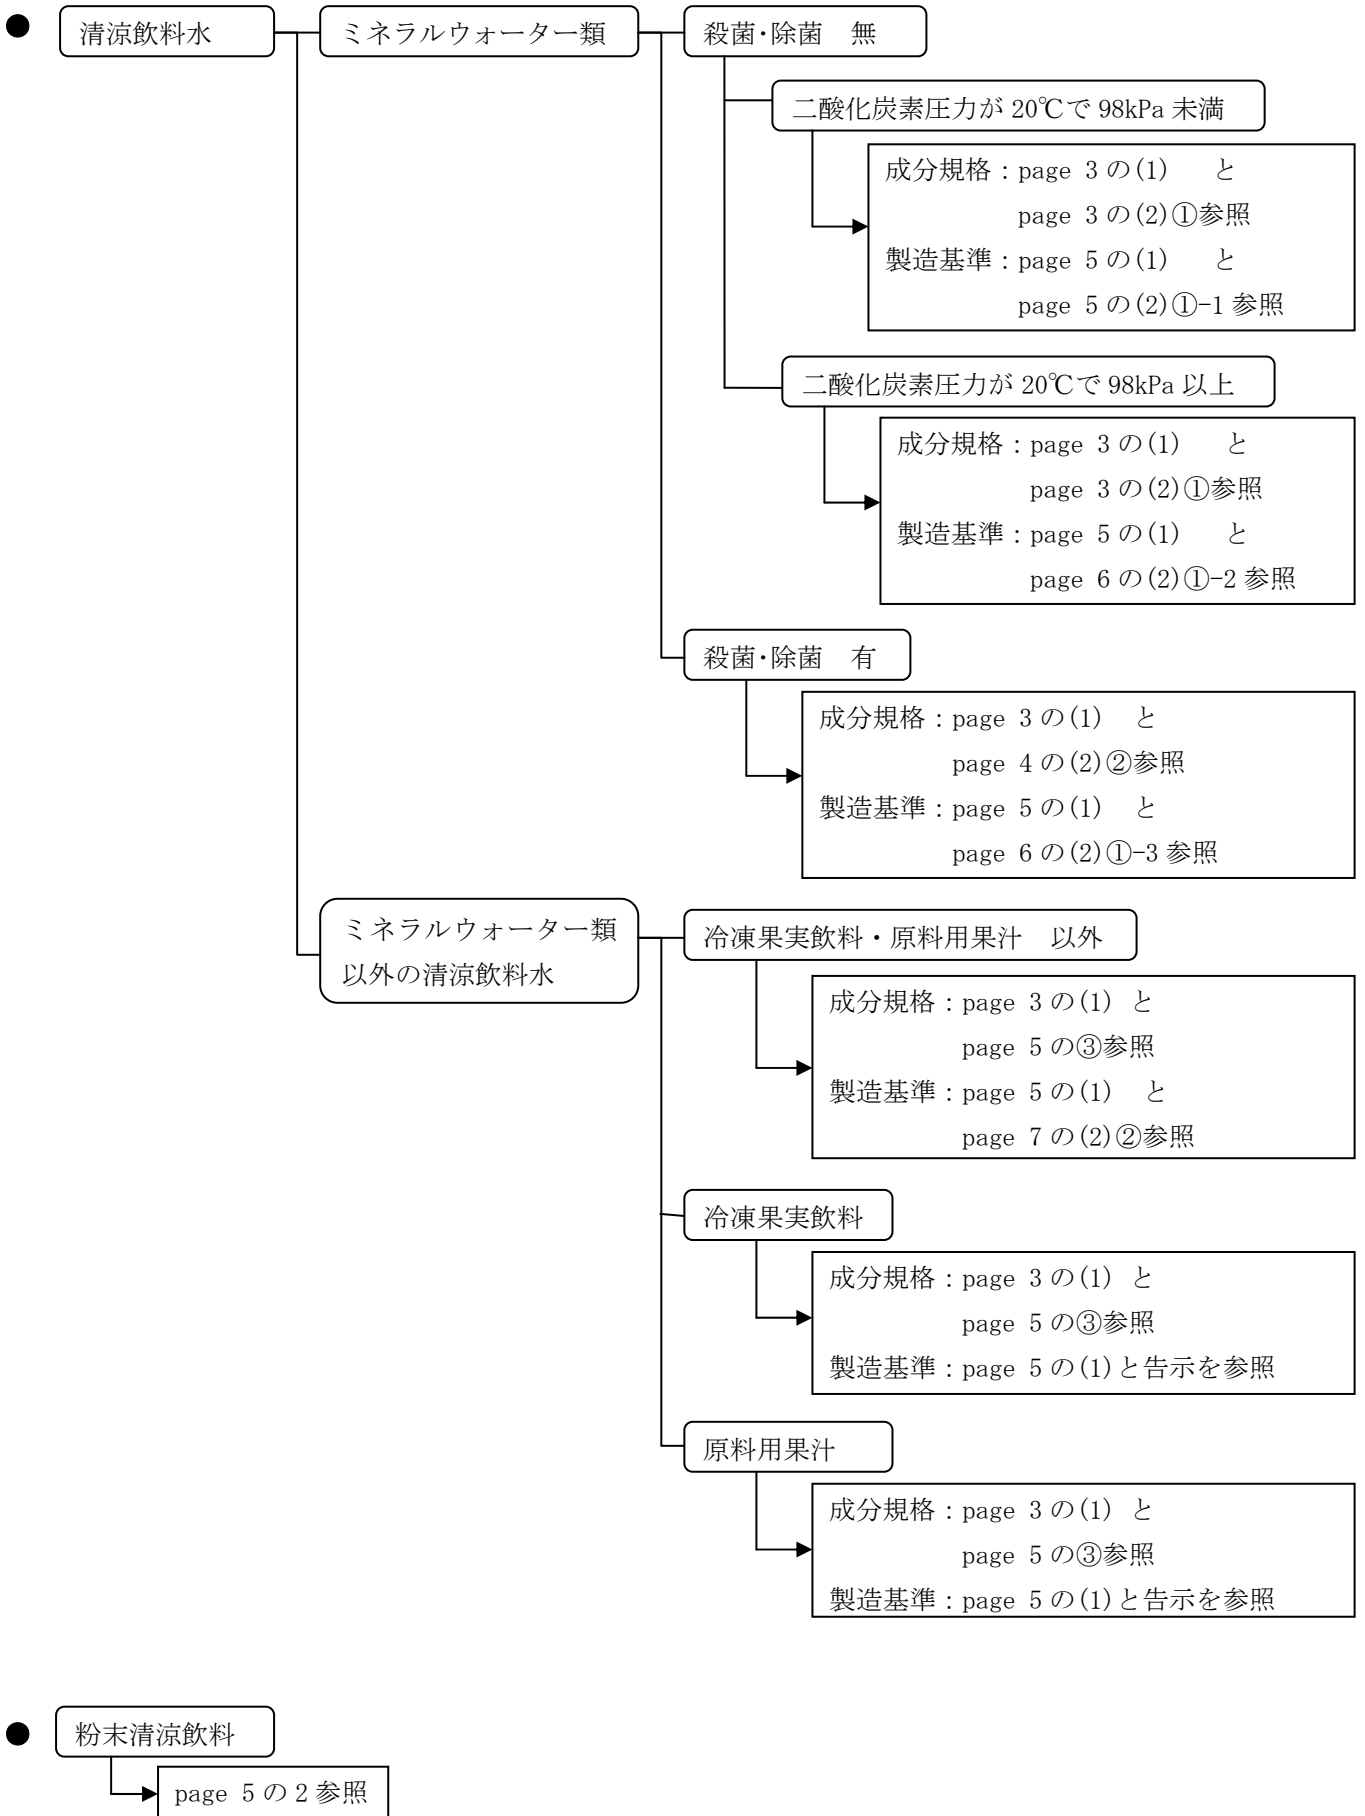 ● 清涼飲料水 ミネラルウォーター類 殺菌・除菌　無
二酸化炭素圧力が 20℃で 98kPa 未満
成分規格：page 3 の(1)　と
page 3 の(2)①参照
製造基準：page 5 の(1)　と
page 5 の(2)①-1 参照
二酸化炭素圧力が 20℃で 98kPa 以上
成分規格：page 3 の(1)　と
page 3 の(2)①参照
製造基準：page 5 の(1)　と
page 6 の(2)①-2 参照
殺菌・除菌　有
成分規格：page 3 の(1)　と
page 4 の(2)②参照
製造基準：page 5 の(1)　と
page 6 の(2)①-3 参照
ミネラルウォーター類
以外の清涼飲料水
冷凍果実飲料・原料用果汁　以外
成分規格：page 3 の(1) と
page 5 の③参照
製造基準：page 5 の(1)　と
page 7 の(2)②参照
冷凍果実飲料
成分規格：page 3 の(1) と
page 5 の③参照
製造基準：page 5 の(1)と告示を参照
原料用果汁
成分規格：page 3 の(1) と
page 5 の③参照
製造基準：page 5 の(1)と告示を参照
● 粉末清涼飲料
page 5 の 2 参照